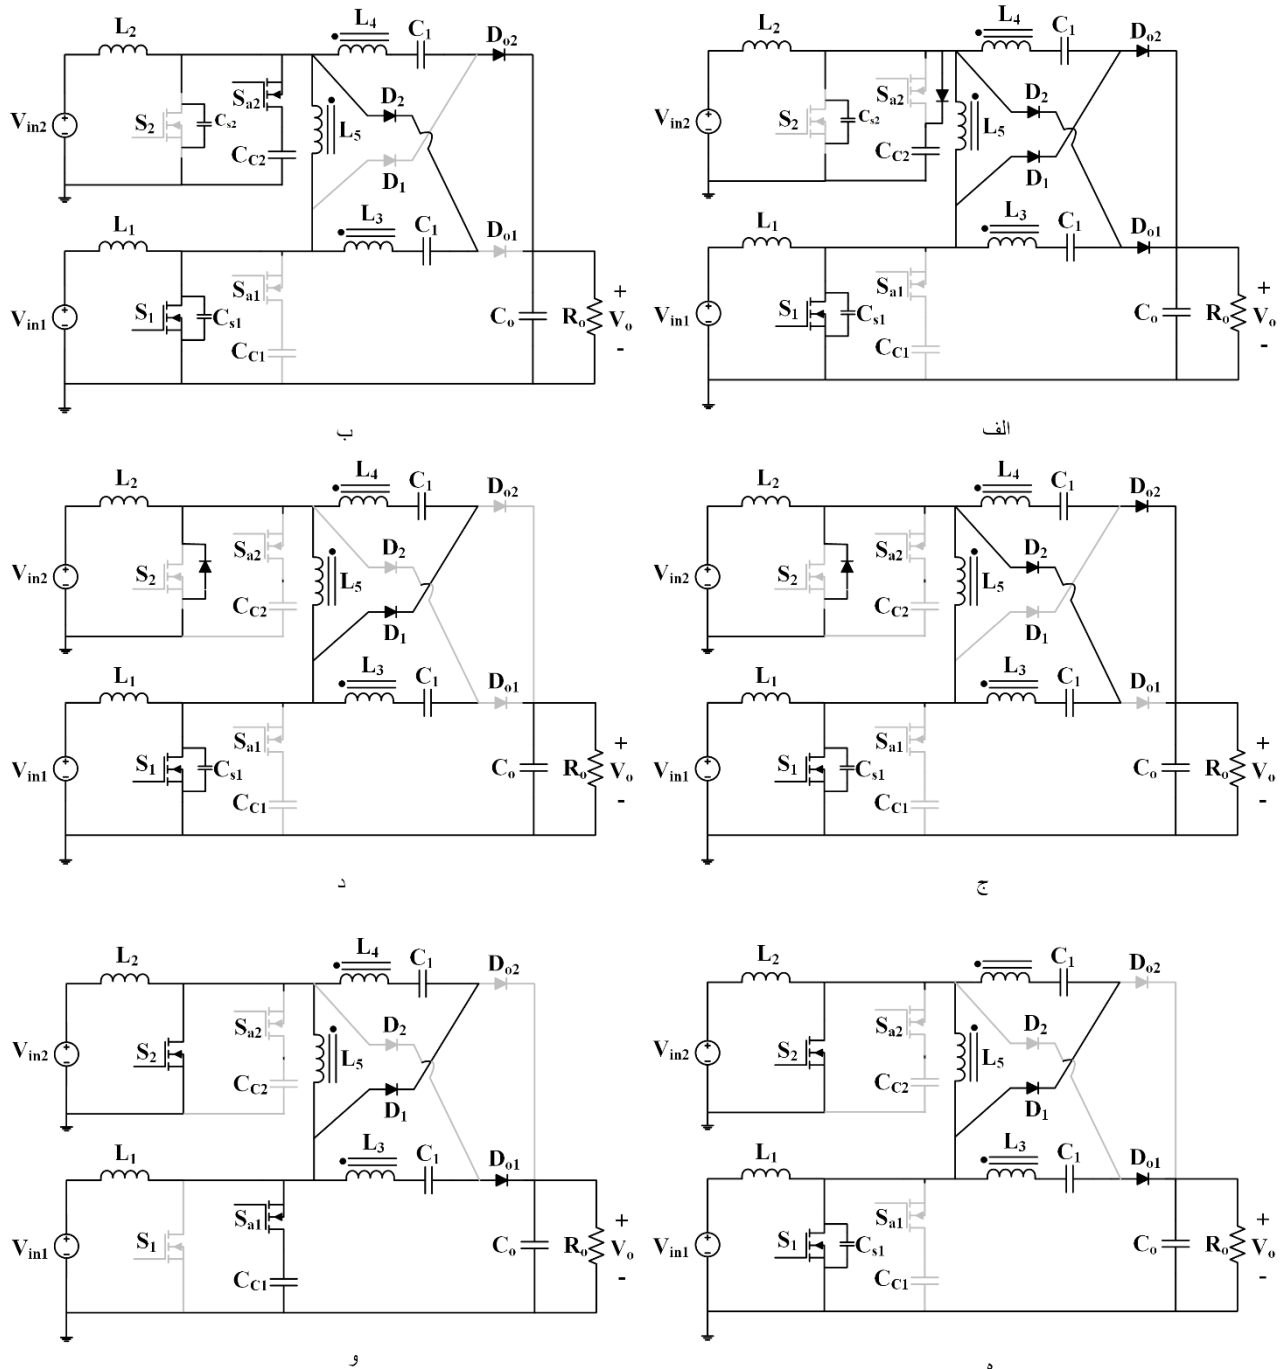 L4 C1 Do2
L2
Sa2 D2
Vin2 S2 Cs2 L5
CC2
D1
L1 L3 C1 Do1
Sa1
S1 +
Vin1 Cs1 Co Ro Vo
CC1 -
الف
L4 C1 Do2
L2
Sa2 D2
Vin2 S2 Cs2 L5
CC2
D1
L1 L3 C1 Do1
Sa1
S1 +
Vin1 Cs1 Co Ro Vo
CC1 -
ب
L4 C1 Do2
L2
Sa2 D2
Vin2 S2 L5
CC2
D1
L1 L3 C1 Do1
Sa1
S1 +
Vin1 Cs1 Co Ro Vo
CC1 -
ج
L4 C1 Do2
L2
Sa2 D2
Vin2 S2 L5
CC2
D1
L1 L3 C1 Do1
Sa1
S1 +
Vin1 Cs1 Co Ro Vo
CC1 -
د
C1 Do2
L2
Sa2 D2
Vin2 S2 L5
CC2
D1
L1 L3 C1 Do1
Sa1
S1 +
Vin1 Cs1 Co Ro Vo
CC1 -
ه
L4 C1 Do2
L2
Sa2 D2
Vin2 S2 L5
CC2
D1
L1 L3 C1 Do1
Sa1
S1 +
Vin1 Co Ro Vo
CC1 -
و